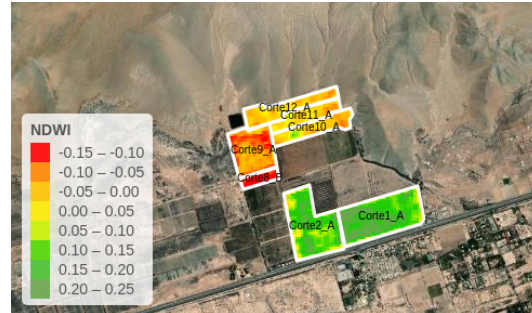 NDWI
-0.15 – -0.10
-0.10 – -0.05
-0.05 – 0.00
0.00 – 0.05
0.05 – 0.10
0.10 – 0.15
0.15 – 0.20
0.20 – 0.25
Corte12_A
Corte11_A
Corte10_A
Corte9_A
Corte8_B
Corte2_A
Corte1_A